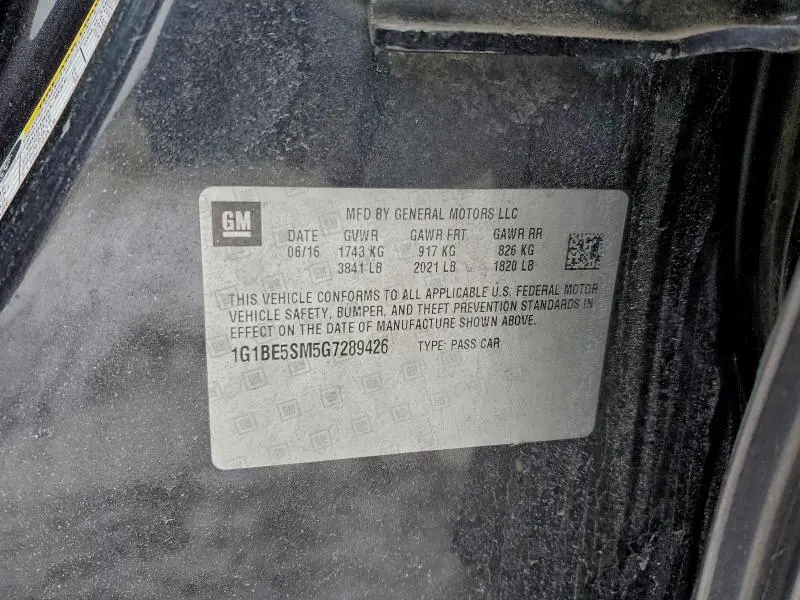 GM
MFD BY GENERAL MOTORS LLC
DATE GVWR GAWR FRT GAWR RR
06/16 1743 KG 917 KG 826 KG
3841 LB 2021 LB 1820 LB
THIS VEHICLE CONFORMS TO ALL APPLICABLE U.S. FEDERAL MOTOR
VEHICLE SAFETY, BUMPER, AND THEFT PREVENTION STANDARDS IN
EFFECT ON THE DATE OF MANUFACTURE SHOWN ABOVE.
1G1BE5SM5G7289426 TYPE: PASS CAR